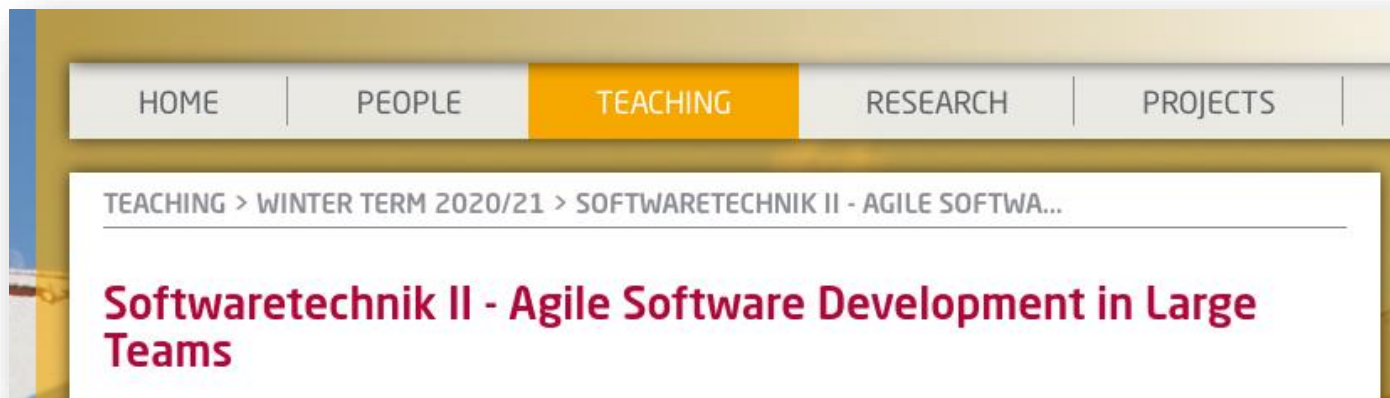 HOME PEOPLE TEACHING RESEARCH PROJECTS
TEACHING > WINTER TERM 2020/21 > SOFTWARETECHNIK II - AGILE SOFTWA...
Softwaretechnik II - Agile Software Development in Large
Teams